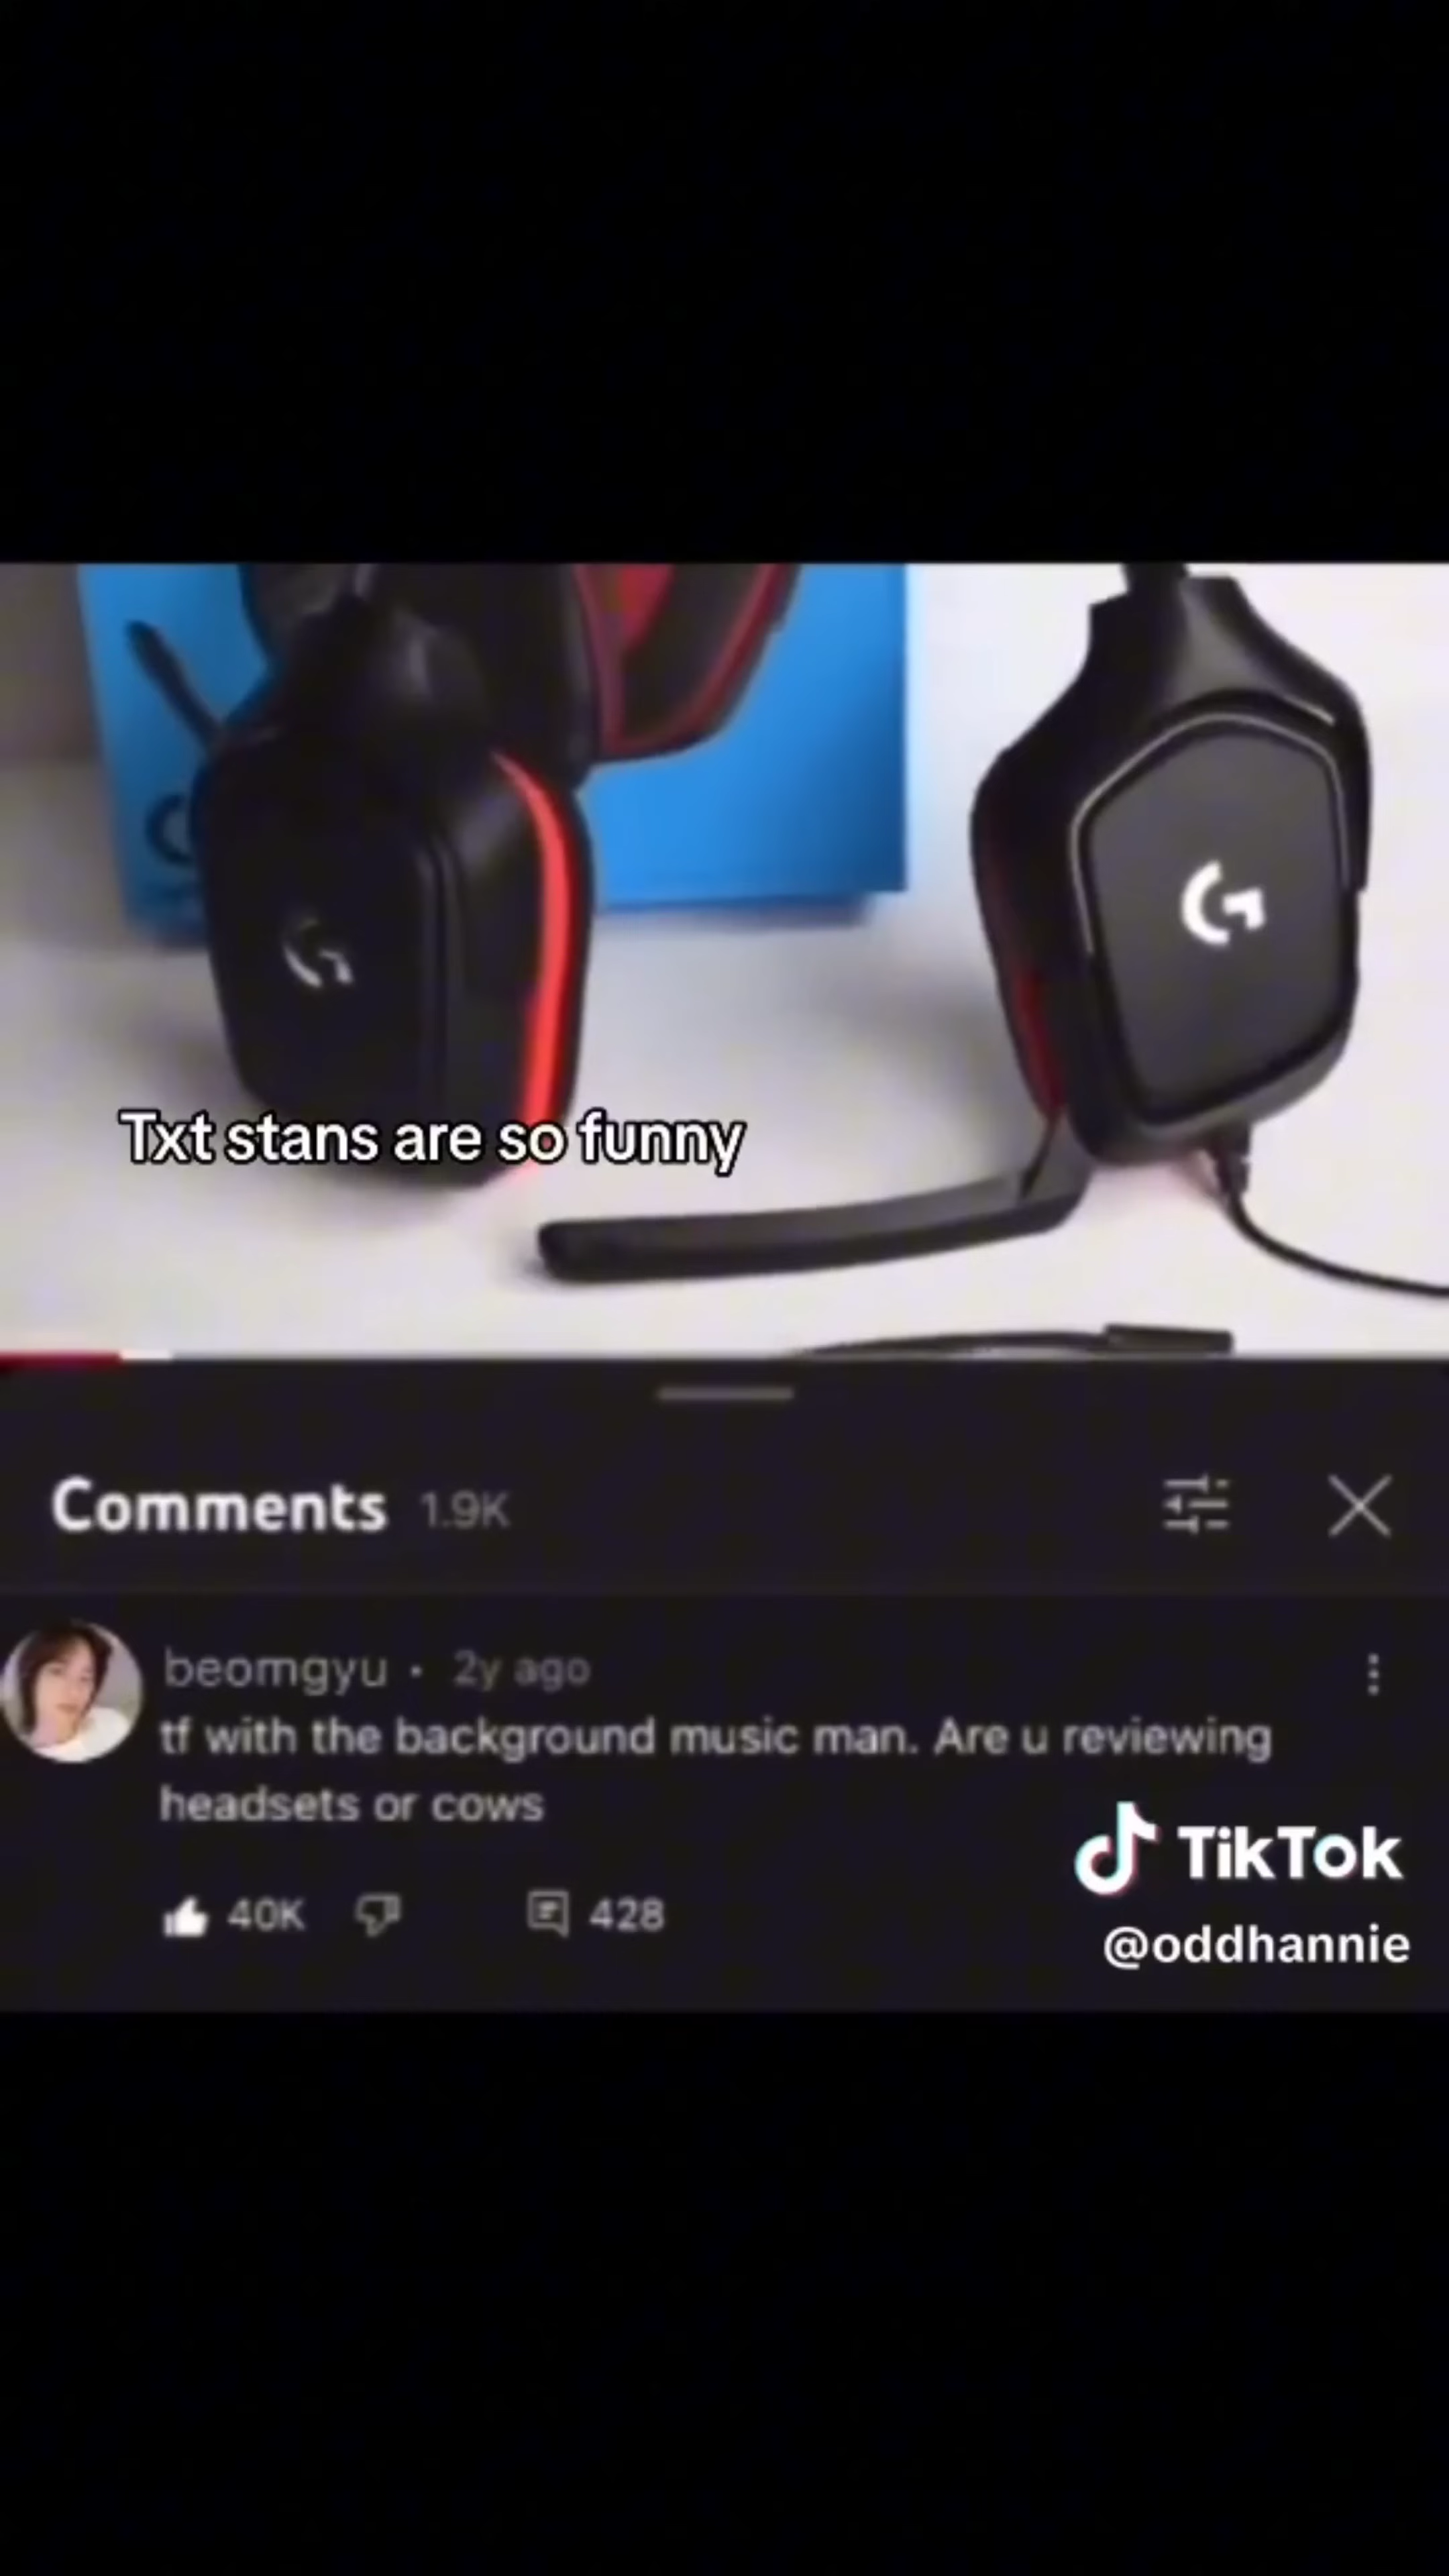 Txt stans are so funny
Comments 1.9K
beomgyu · 2y ago
tf with the background music man. Are u reviewing
headsets or cows
40K
428
TikTok
@oddhannie